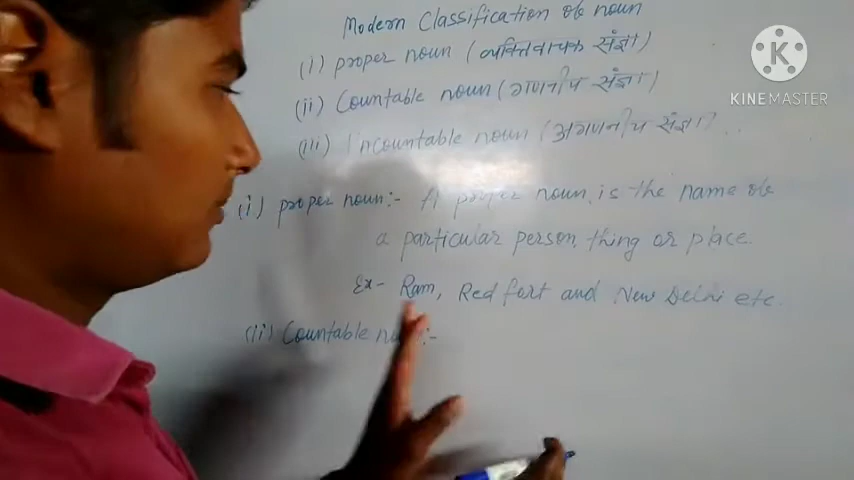 Modern Classification of noun
(i) proper noun (व्यक्तिवाचक संज्ञा)
(ii) Countable noun (गणनीय संज्ञा)
(iii) Incountable noun (अगणनीय संज्ञा)
(i) proper noun:- A proper noun is the name of
a particular person, thing or place.
Ex- Ram, Red fort and New Delhi etc.
(ii) Countable :-
KINEMASTER